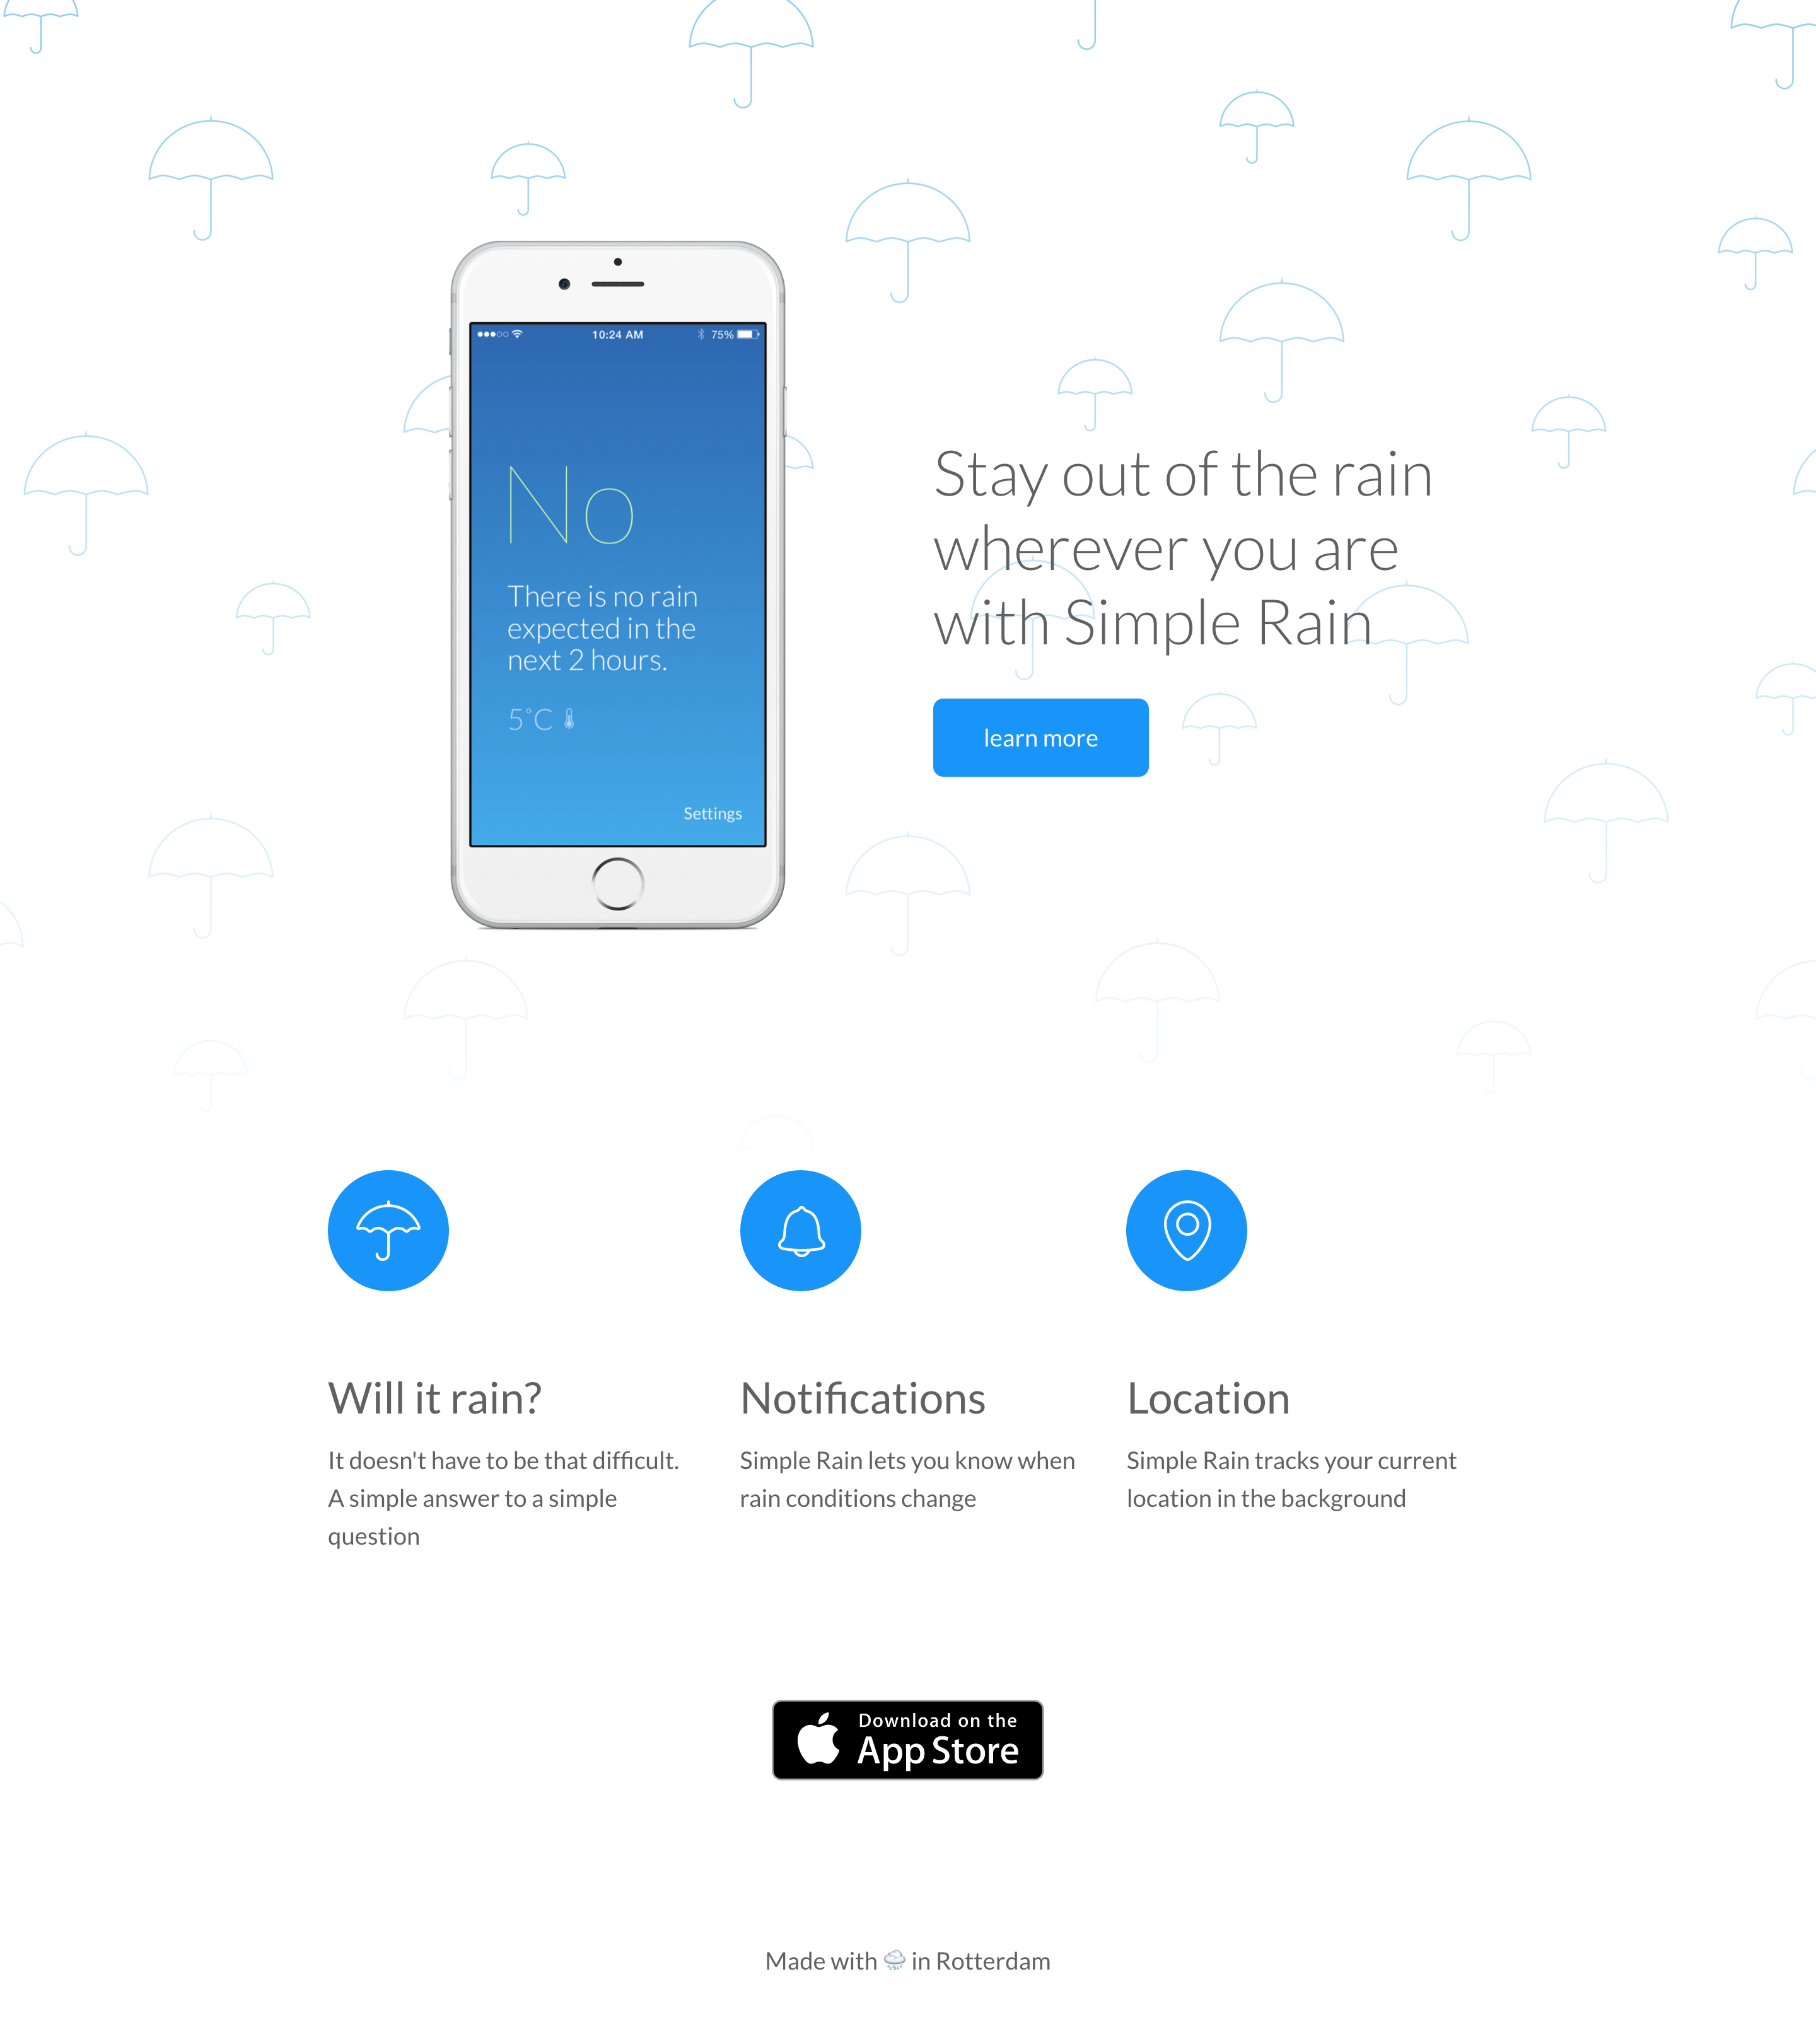 10:24 AM
75%
No
There is no rain
expected in the
next 2 hours.
5°C
Settings
Stay out of the rain
wherever you are
with Simple Rain
learn more
Will it rain?
It doesn't have to be that difficult.
A simple answer to a simple
question
Notifications
Simple Rain lets you know when
rain conditions change
Location
Simple Rain tracks your current
location in the background
Download on the
App Store
Made with 🌧 in Rotterdam